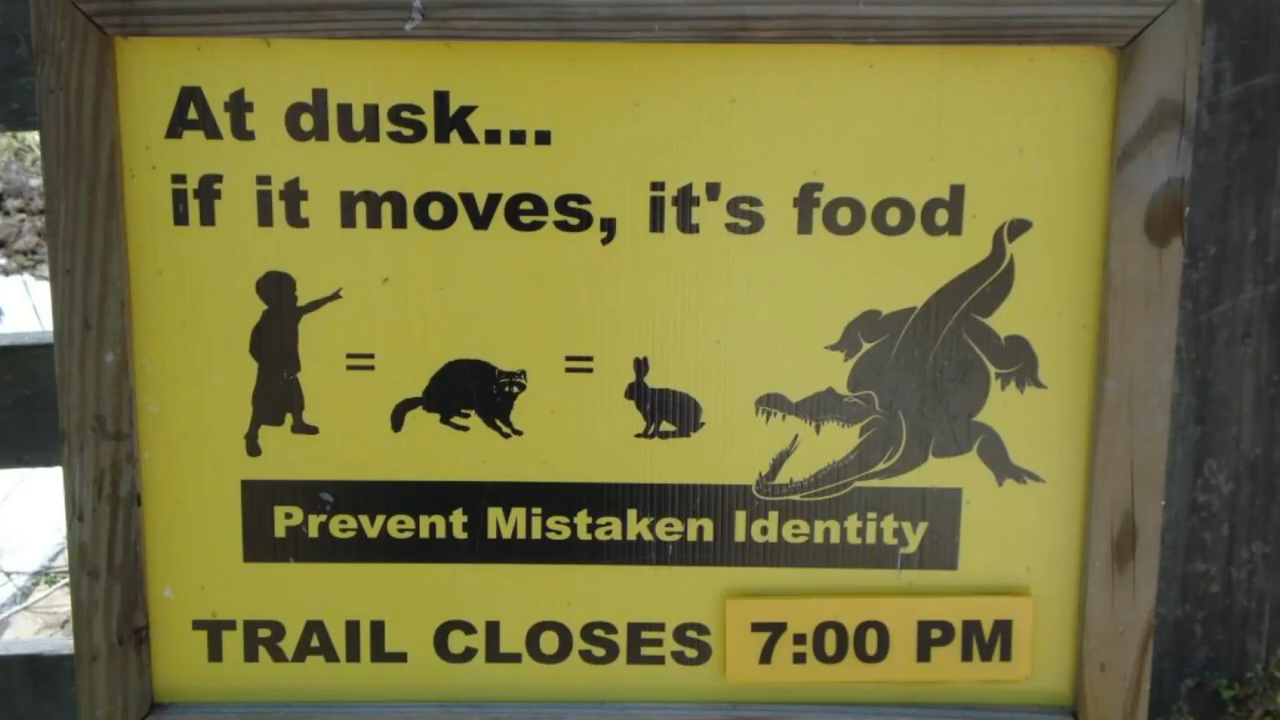 At dusk...
if it moves, it's food
= =
Prevent Mistaken Identity
TRAIL CLOSES 7:00 PM